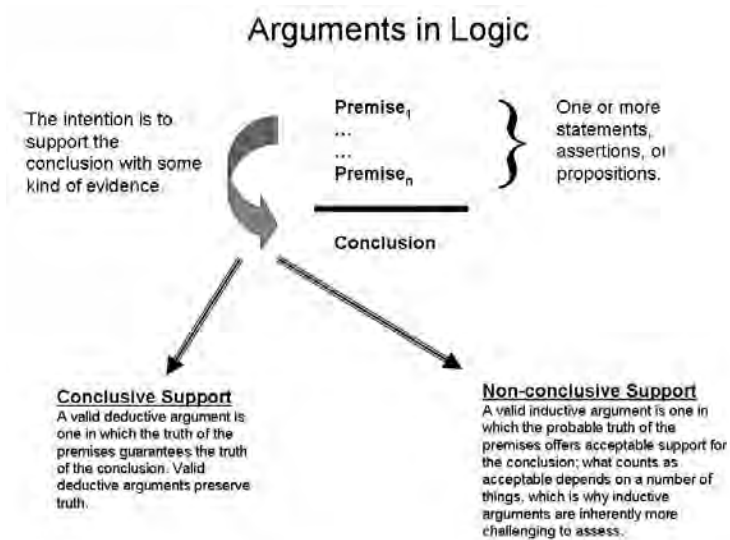 Arguments in Logic
The intention is to
support the
conclusion with some
kind of evidence.
Premise1
...
...
Premisen
Conclusion
One or more
statements,
assertions, or
propositions.
Conclusive Support
A valid deductive argument is
one in which the truth of the
premises guarantees the truth
of the conclusion. Valid
deductive arguments preserve
truth.
Non-conclusive Support
A valid inductive argument is one in
which the probable truth of the
premises offers acceptable support for
the conclusion; what counts as
acceptable depends on a number of
things, which is why inductive
arguments are inherently more
challenging to assess.